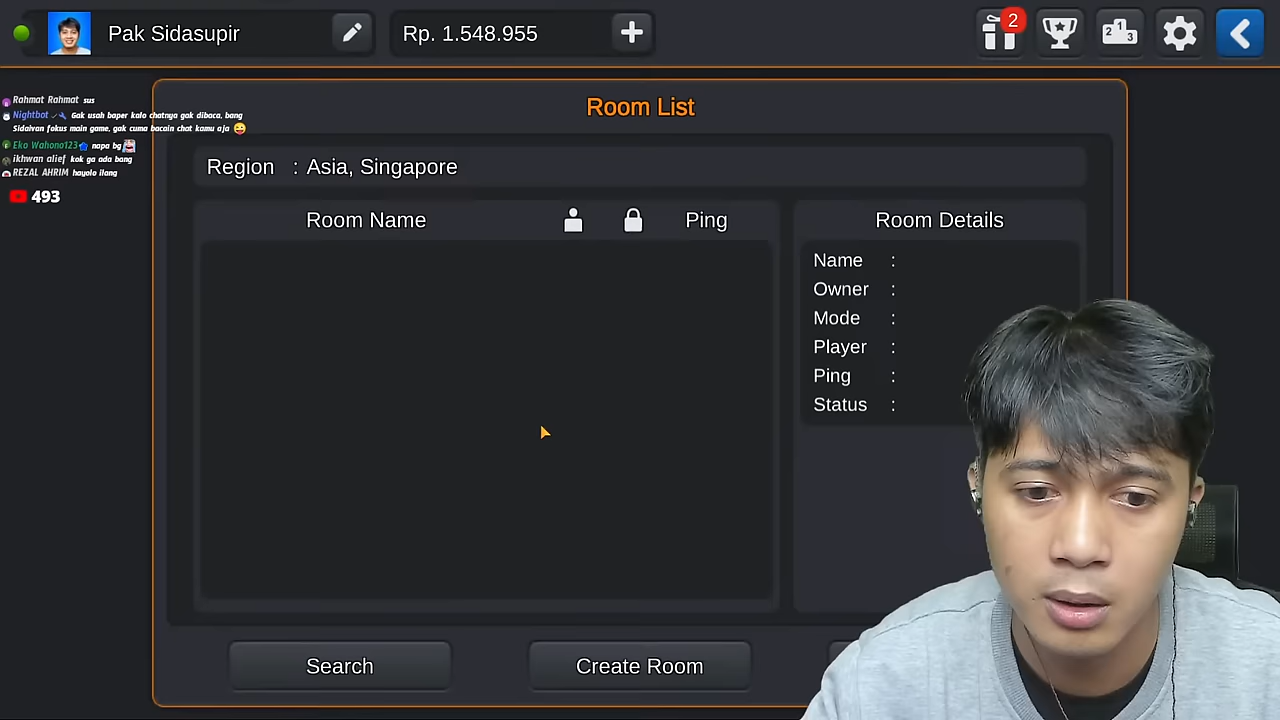 Pak Sidasupir
Rp. 1.548.955
2
Room List
Rahmat Rahmat sus
Nightbot Gak usah baper kalo chatnya gak dibaca, bang
Sidaivan fokus main game, gak cuma bacain chat kamu aja
Eko Wahono123 napa bg
ikhwan alief kok ga ada bang
REZAL AHRIM hayolo ilang
493
Region : Asia, Singapore
Room Name Ping
Room Details
Name :
Owner :
Mode :
Player :
Ping :
Status :
Search
Create Room